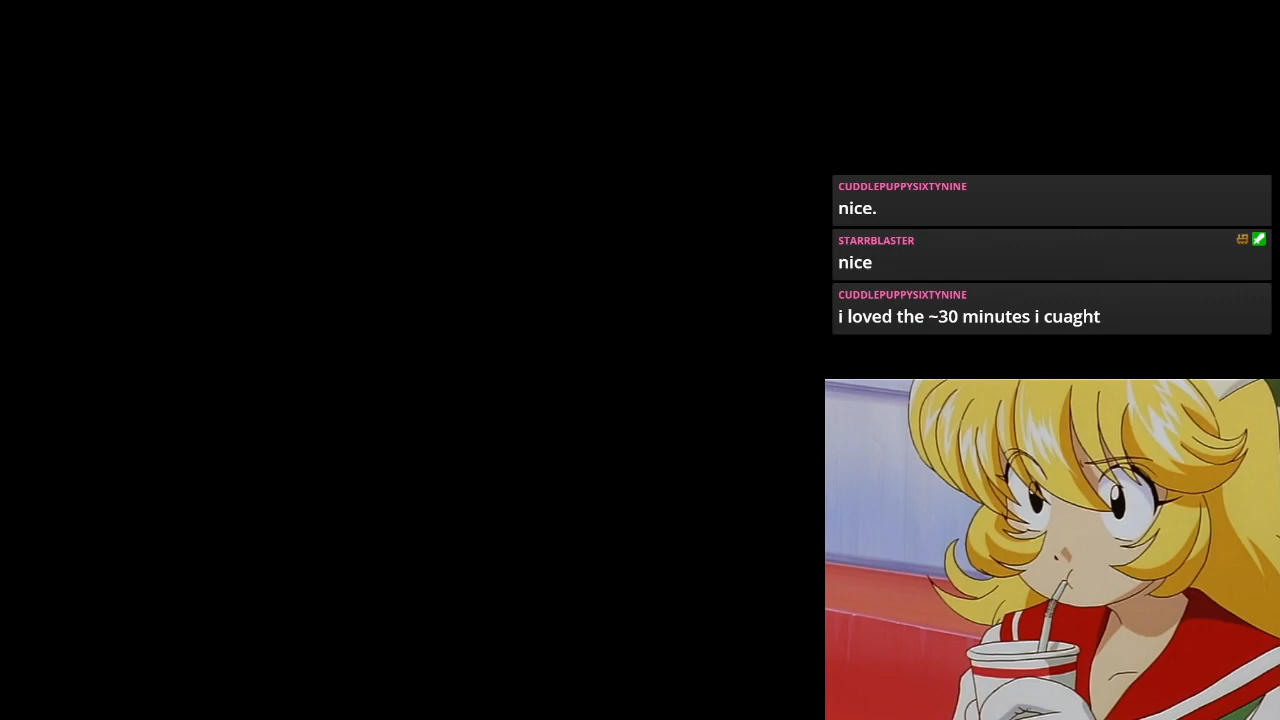 CUDDLEPUPPYSIXTYNINE
nice.
STARRBLASTER
nice
CUDDLEPUPPYSIXTYNINE
i loved the ~30 minutes i cuaght